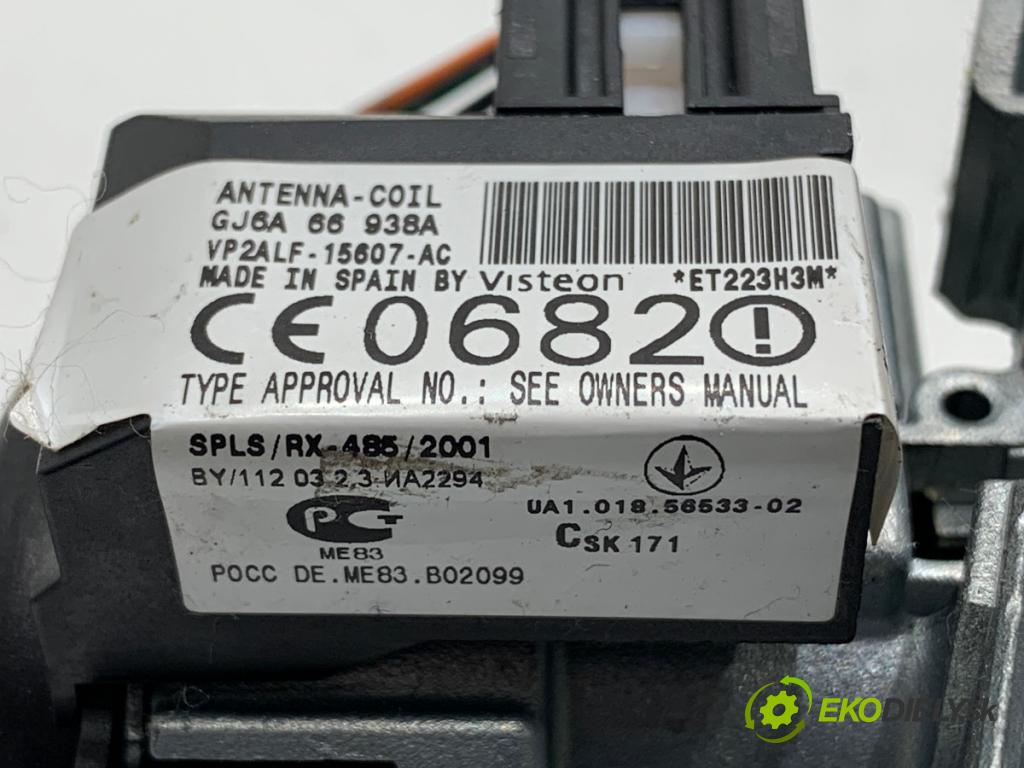 ANTENNA-COIL
GJ6A 66 938A
VP2ALF-15607-AC
MADE IN SPAIN BY Visteon
*ET223H3M*
CE 0682
TYPE APPROVAL NO.: SEE OWNERS MANUAL
SPLS/RX-485/2001
BY/112 03 2,3 ИA2294
UA1.018.56533-02
CSK 171
ME83
POCC DE.ME83.B02099
EKODIELY.sk